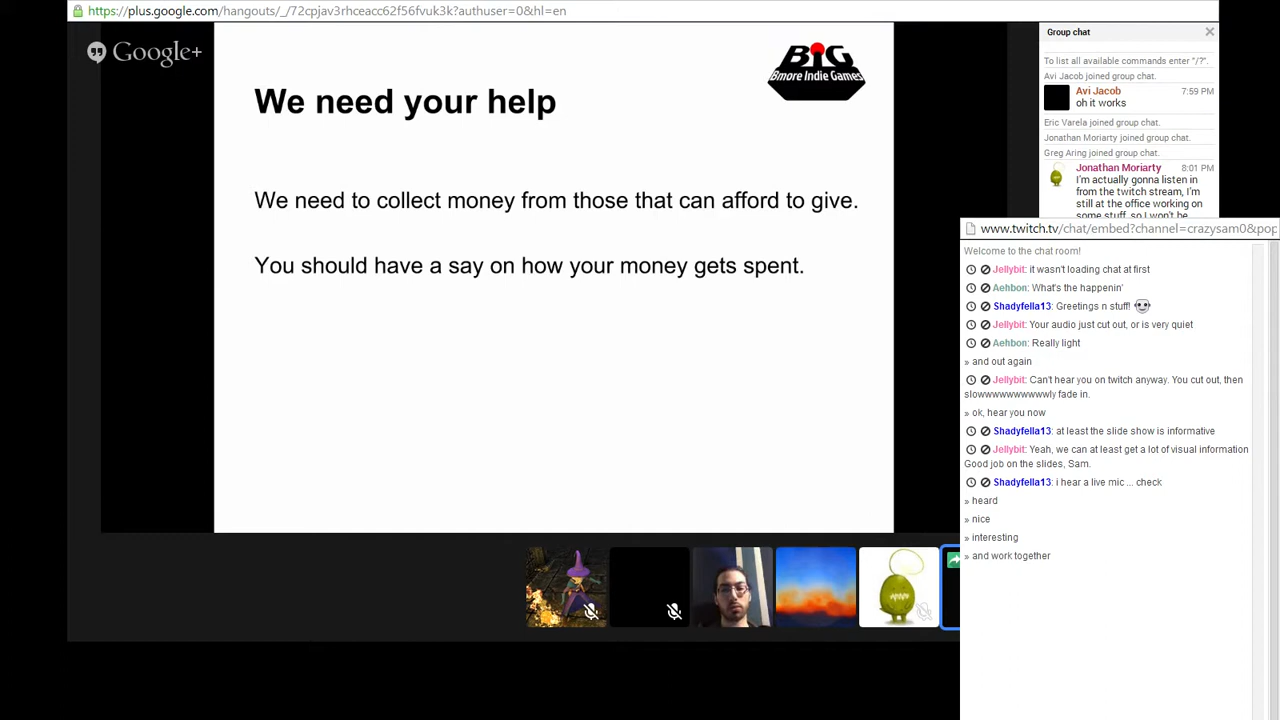 https://plus.google.com/hangouts/_/72cpjav3rhceacc62f56fvuk3k?authuser=0&hl=en
Google+
BiG
Bmore Indie Games
We need your help
We need to collect money from those that can afford to give.
You should have a say on how your money gets spent.
Group chat
To list all available commands enter "/?".
Avi Jacob joined group chat.
Avi Jacob 7:59 PM
oh it works
Eric Varela joined group chat.
Jonathan Moriarty joined group chat.
Greg Aring joined group chat.
Jonathan Moriarty 8:01 PM
I'm actually gonna listen in
from the twitch stream, I'm
still at the office working on
some stuff, so I won't be
www.twitch.tv/chat/embed?channel=crazysam0&pop
Welcome to the chat room!
Jellybit: it wasn't loading chat at first
Aehbon: What's the happenin'
Shadyfella13: Greetings n stuff!
Jellybit: Your audio just cut out, or is very quiet
Aehbon: Really light
» and out again
Jellybit: Can't hear you on twitch anyway. You cut out, then
slowwwwwwwwwwly fade in.
» ok, hear you now
Shadyfella13: at least the slide show is informative
Jellybit: Yeah, we can at least get a lot of visual information
Good job on the slides, Sam.
Shadyfella13: i hear a live mic ... check
» heard
» nice
» interesting
» and work together